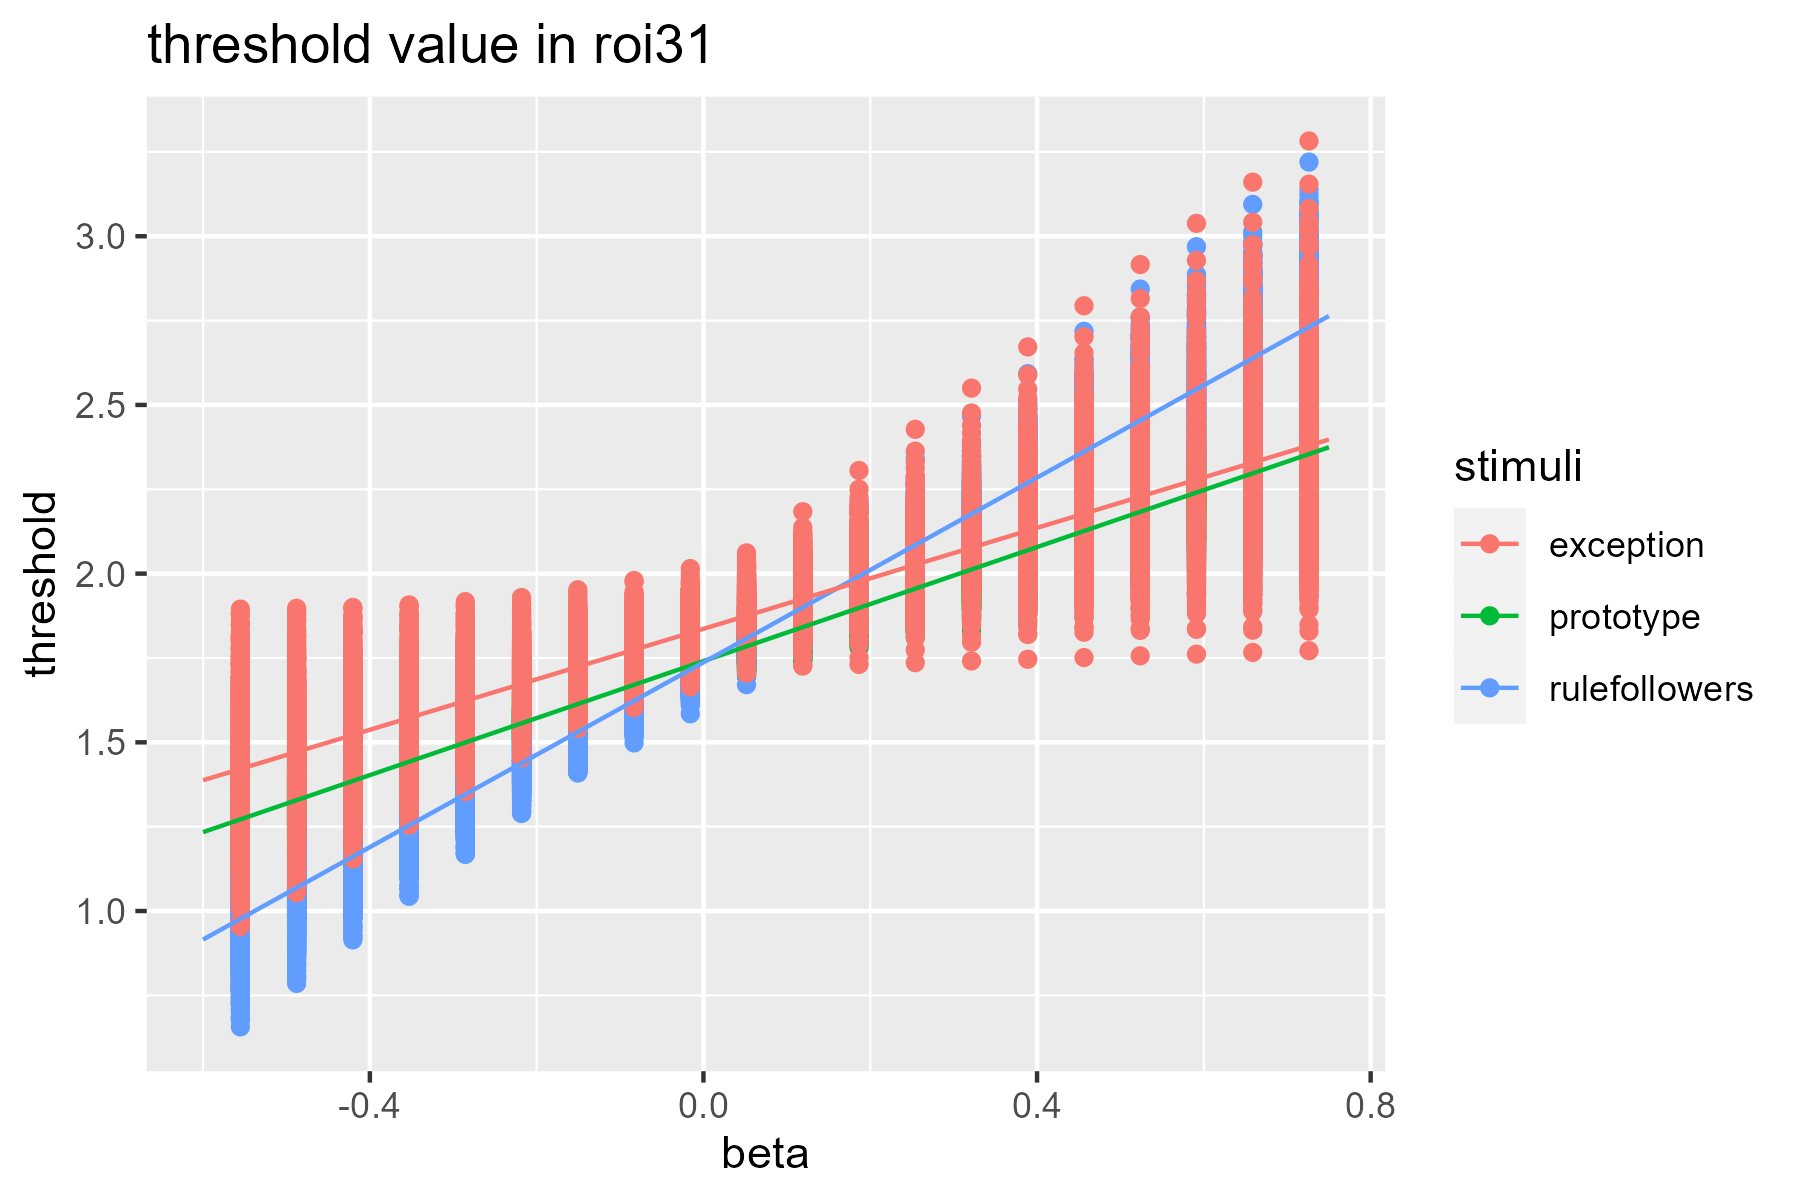 threshold value in roi31
threshold
3.0
2.5
2.0
1.5
1.0
-0.4
0.0
0.4
0.8
beta
stimuli
exception
prototype
rulefollowers